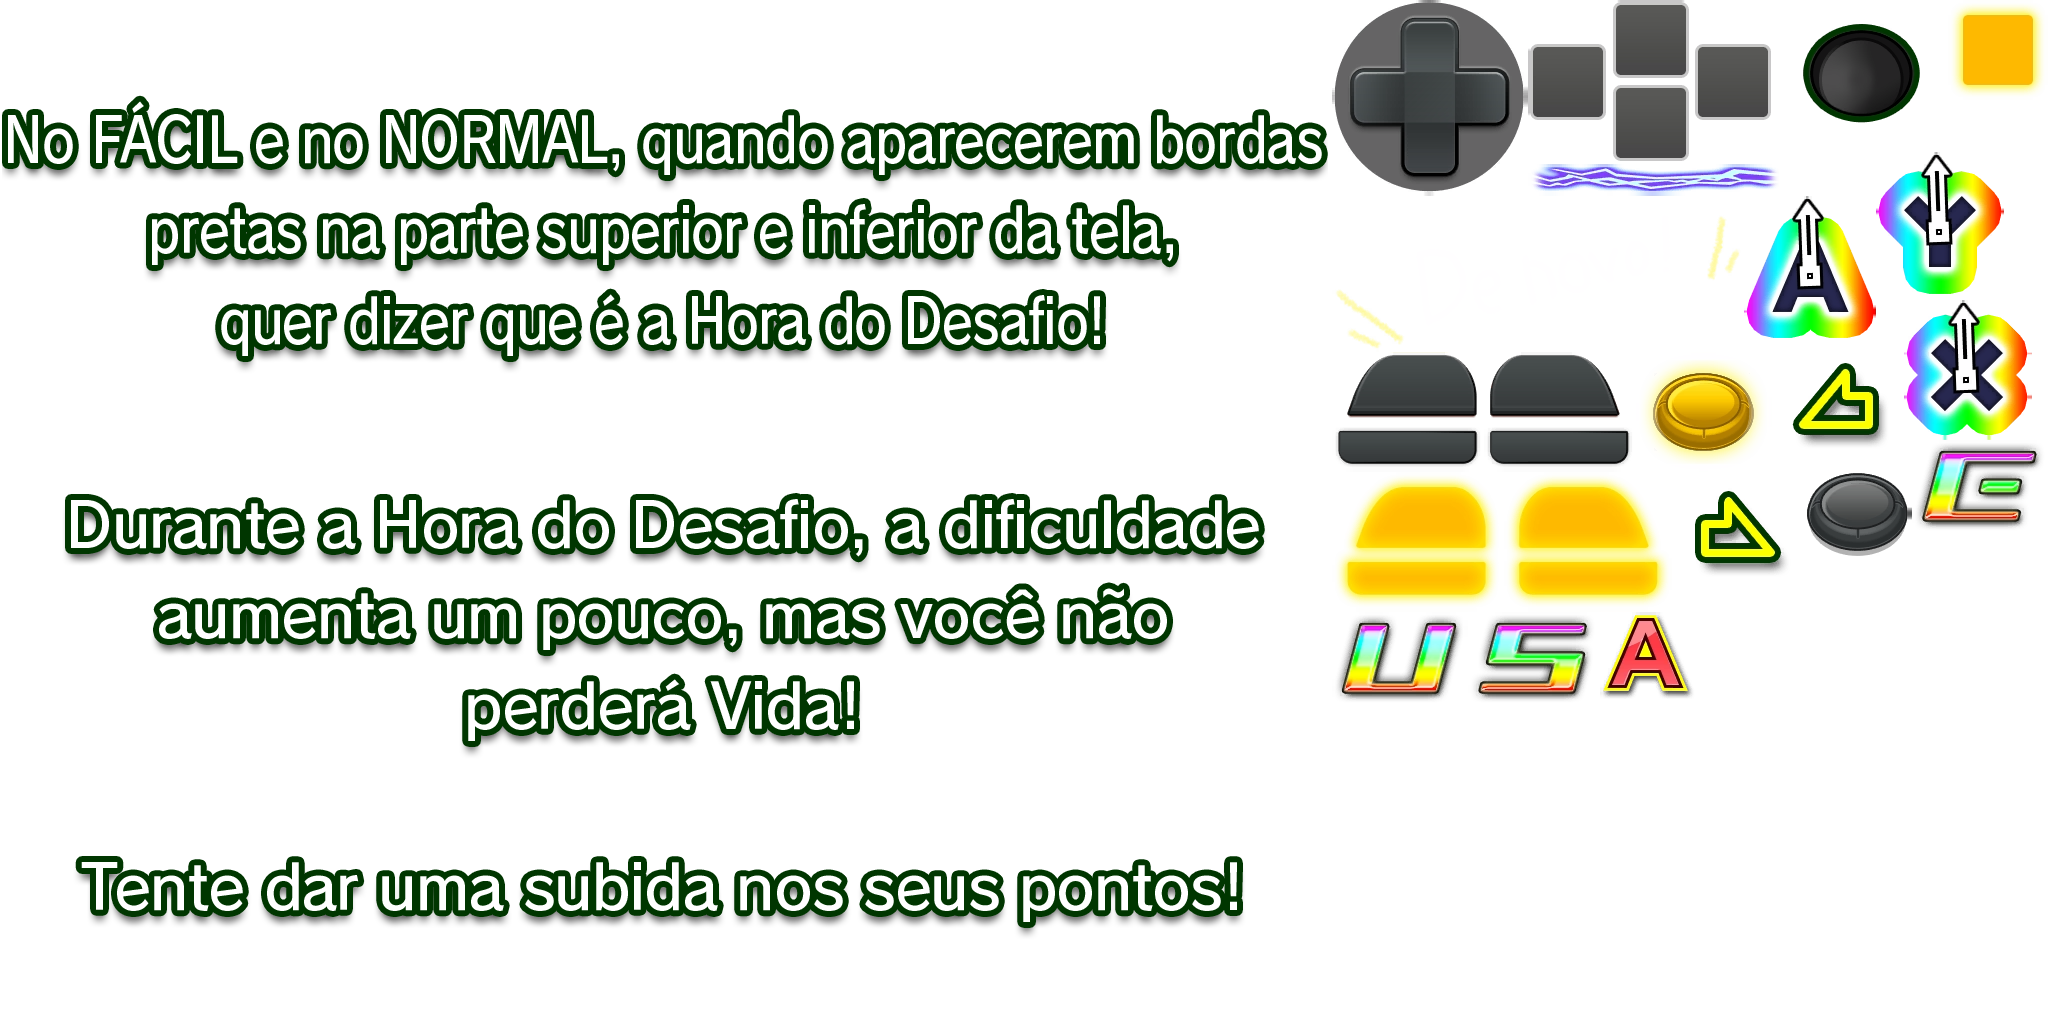 No FÁCIL e no NORMAL, quando aparecerem bordas
pretas na parte superior e inferior da tela,
quer dizer que é a Hora do Desafio!
Durante a Hora do Desafio, a dificuldade
aumenta um pouco, mas você não
perderá Vida!
Tente dar uma subida nos seus pontos!
De novo!
Y
A
X
E
U S A